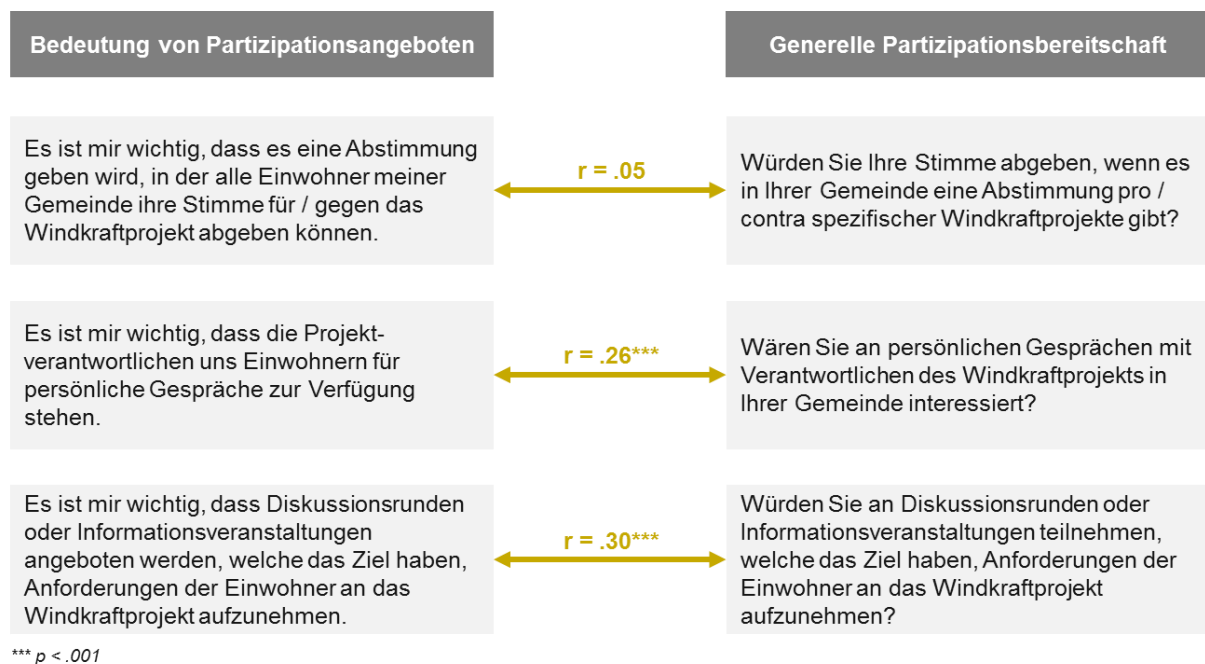 Bedeutung von Partizipationsangeboten
Generelle Partizipationsbereitschaft
Es ist mir wichtig, dass es eine Abstimmung
geben wird, in der alle Einwohner meiner
Gemeinde ihre Stimme für / gegen das
Windkraftprojekt abgeben können.
r = .05
Würden Sie Ihre Stimme abgeben, wenn es
in Ihrer Gemeinde eine Abstimmung pro /
contra spezifischer Windkraftprojekte gibt?
Es ist mir wichtig, dass die Projekt-
verantwortlichen uns Einwohnern für
persönliche Gespräche zur Verfügung
stehen.
r = .26***
Wären Sie an persönlichen Gesprächen mit
Verantwortlichen des Windkraftprojekts in
Ihrer Gemeinde interessiert?
Es ist mir wichtig, dass Diskussionsrunden
oder Informationsveranstaltungen
angeboten werden, welche das Ziel haben,
Anforderungen der Einwohner an das
Windkraftprojekt aufzunehmen.
r = .30***
Würden Sie an Diskussionsrunden oder
Informationsveranstaltungen teilnehmen,
welche das Ziel haben, Anforderungen der
Einwohner an das Windkraftprojekt
aufzunehmen?
*** p < .001